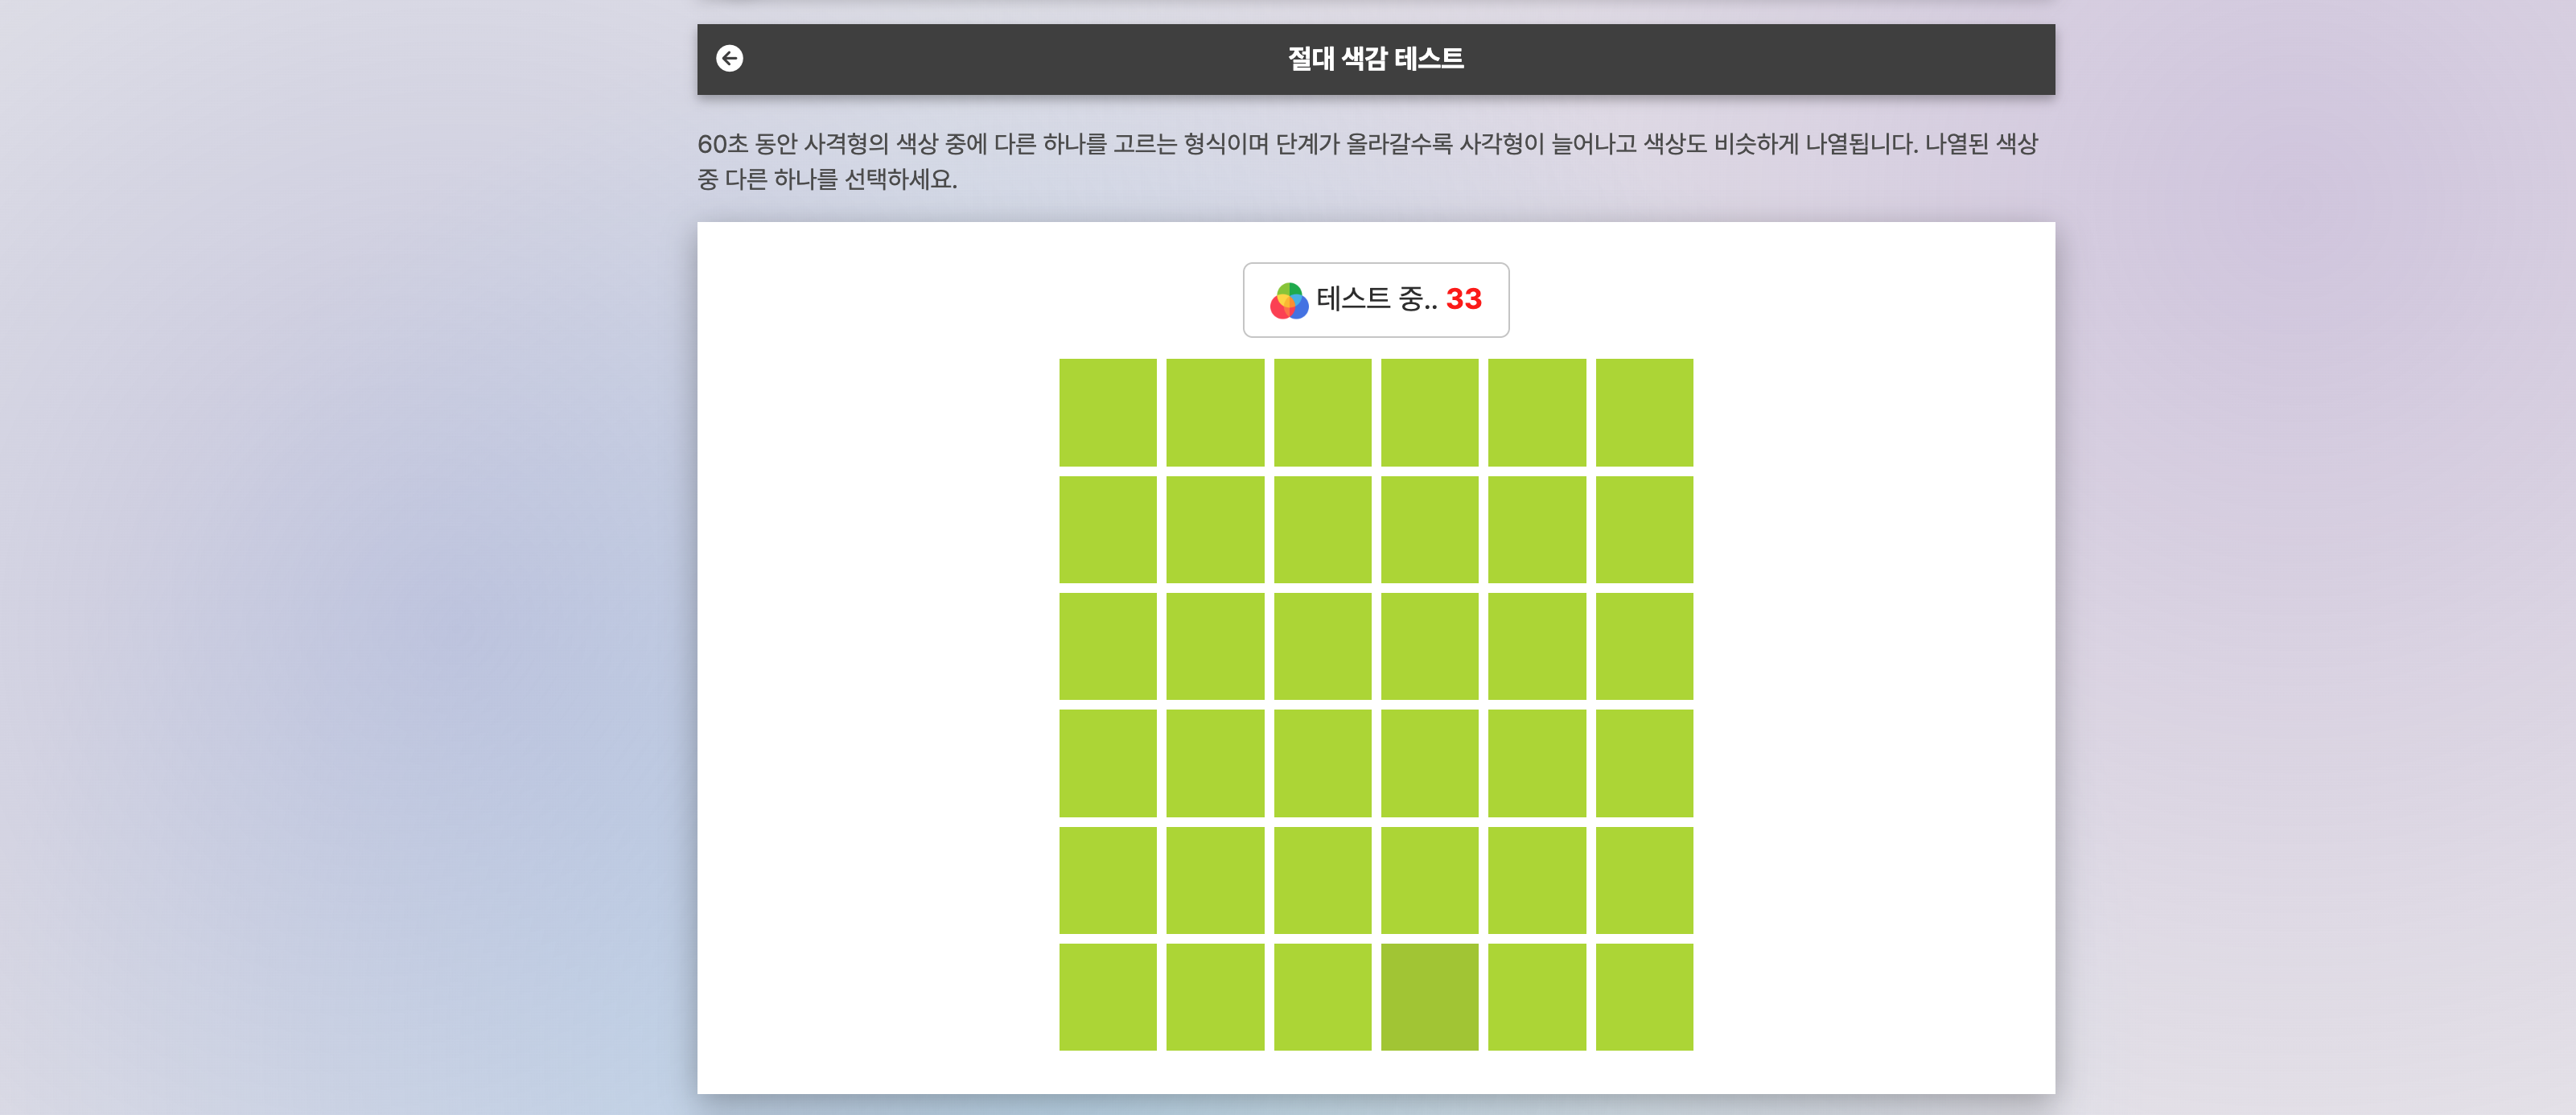 절대 색감 테스트
60초 동안 사격형의 색상 중에 다른 하나를 고르는 형식이며 단계가 올라갈수록 사각형이 늘어나고 색상도 비슷하게 나열됩니다. 나열된 색상
중 다른 하나를 선택하세요.
테스트 중.. 33